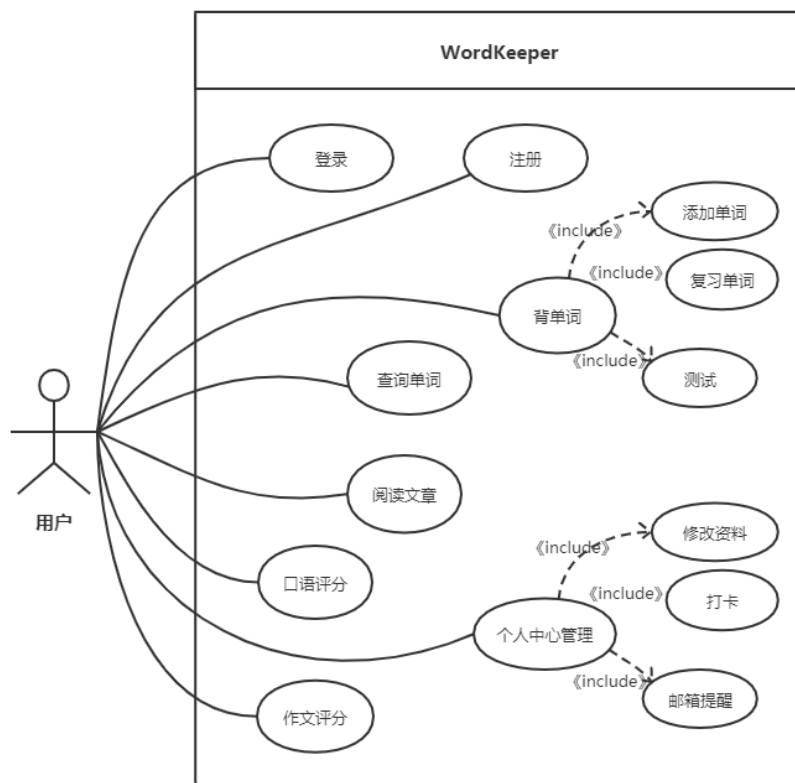 WordKeeper
登录
注册
添加单词
《include》
《include》
复习单词
背单词
《include》
测试
查询单词
阅读文章
用户
修改资料
《include》
口语评分
《include》
打卡
个人中心管理
《include》
邮箱提醒
作文评分